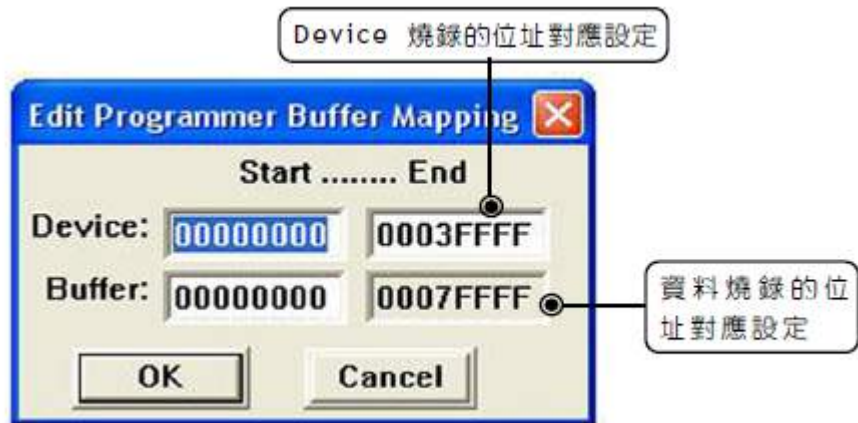 Device 燒錄的位址對應設定
Edit Programmer Buffer Mapping
Start ........ End
Device: 00000000 0003FFFF
Buffer: 00000000 0007FFFF
資料燒錄的位
址對應設定
OK Cancel